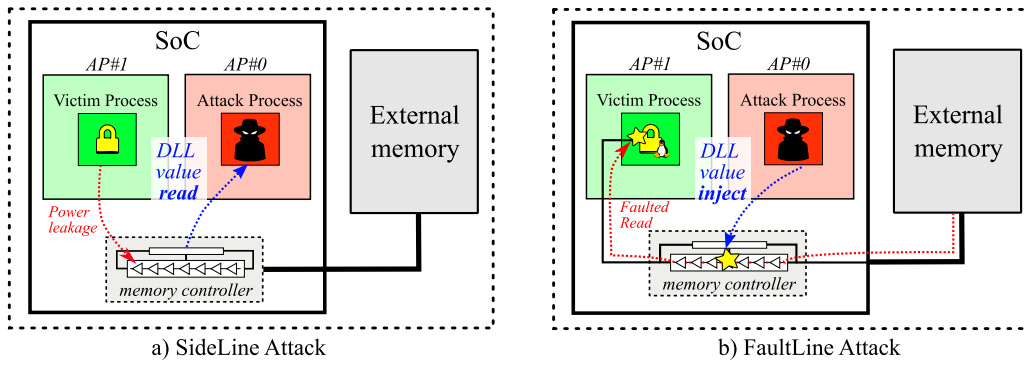 SoC
AP#1
AP#0
Victim Process
Attack Process
DLL
value
read
Power
leakage
memory controller
External
memory
a) SideLine Attack
SoC
AP#1
AP#0
Victim Process
Attack Process
DLL
value
inject
Faulted
Read
memory controller
External
memory
b) FaultLine Attack